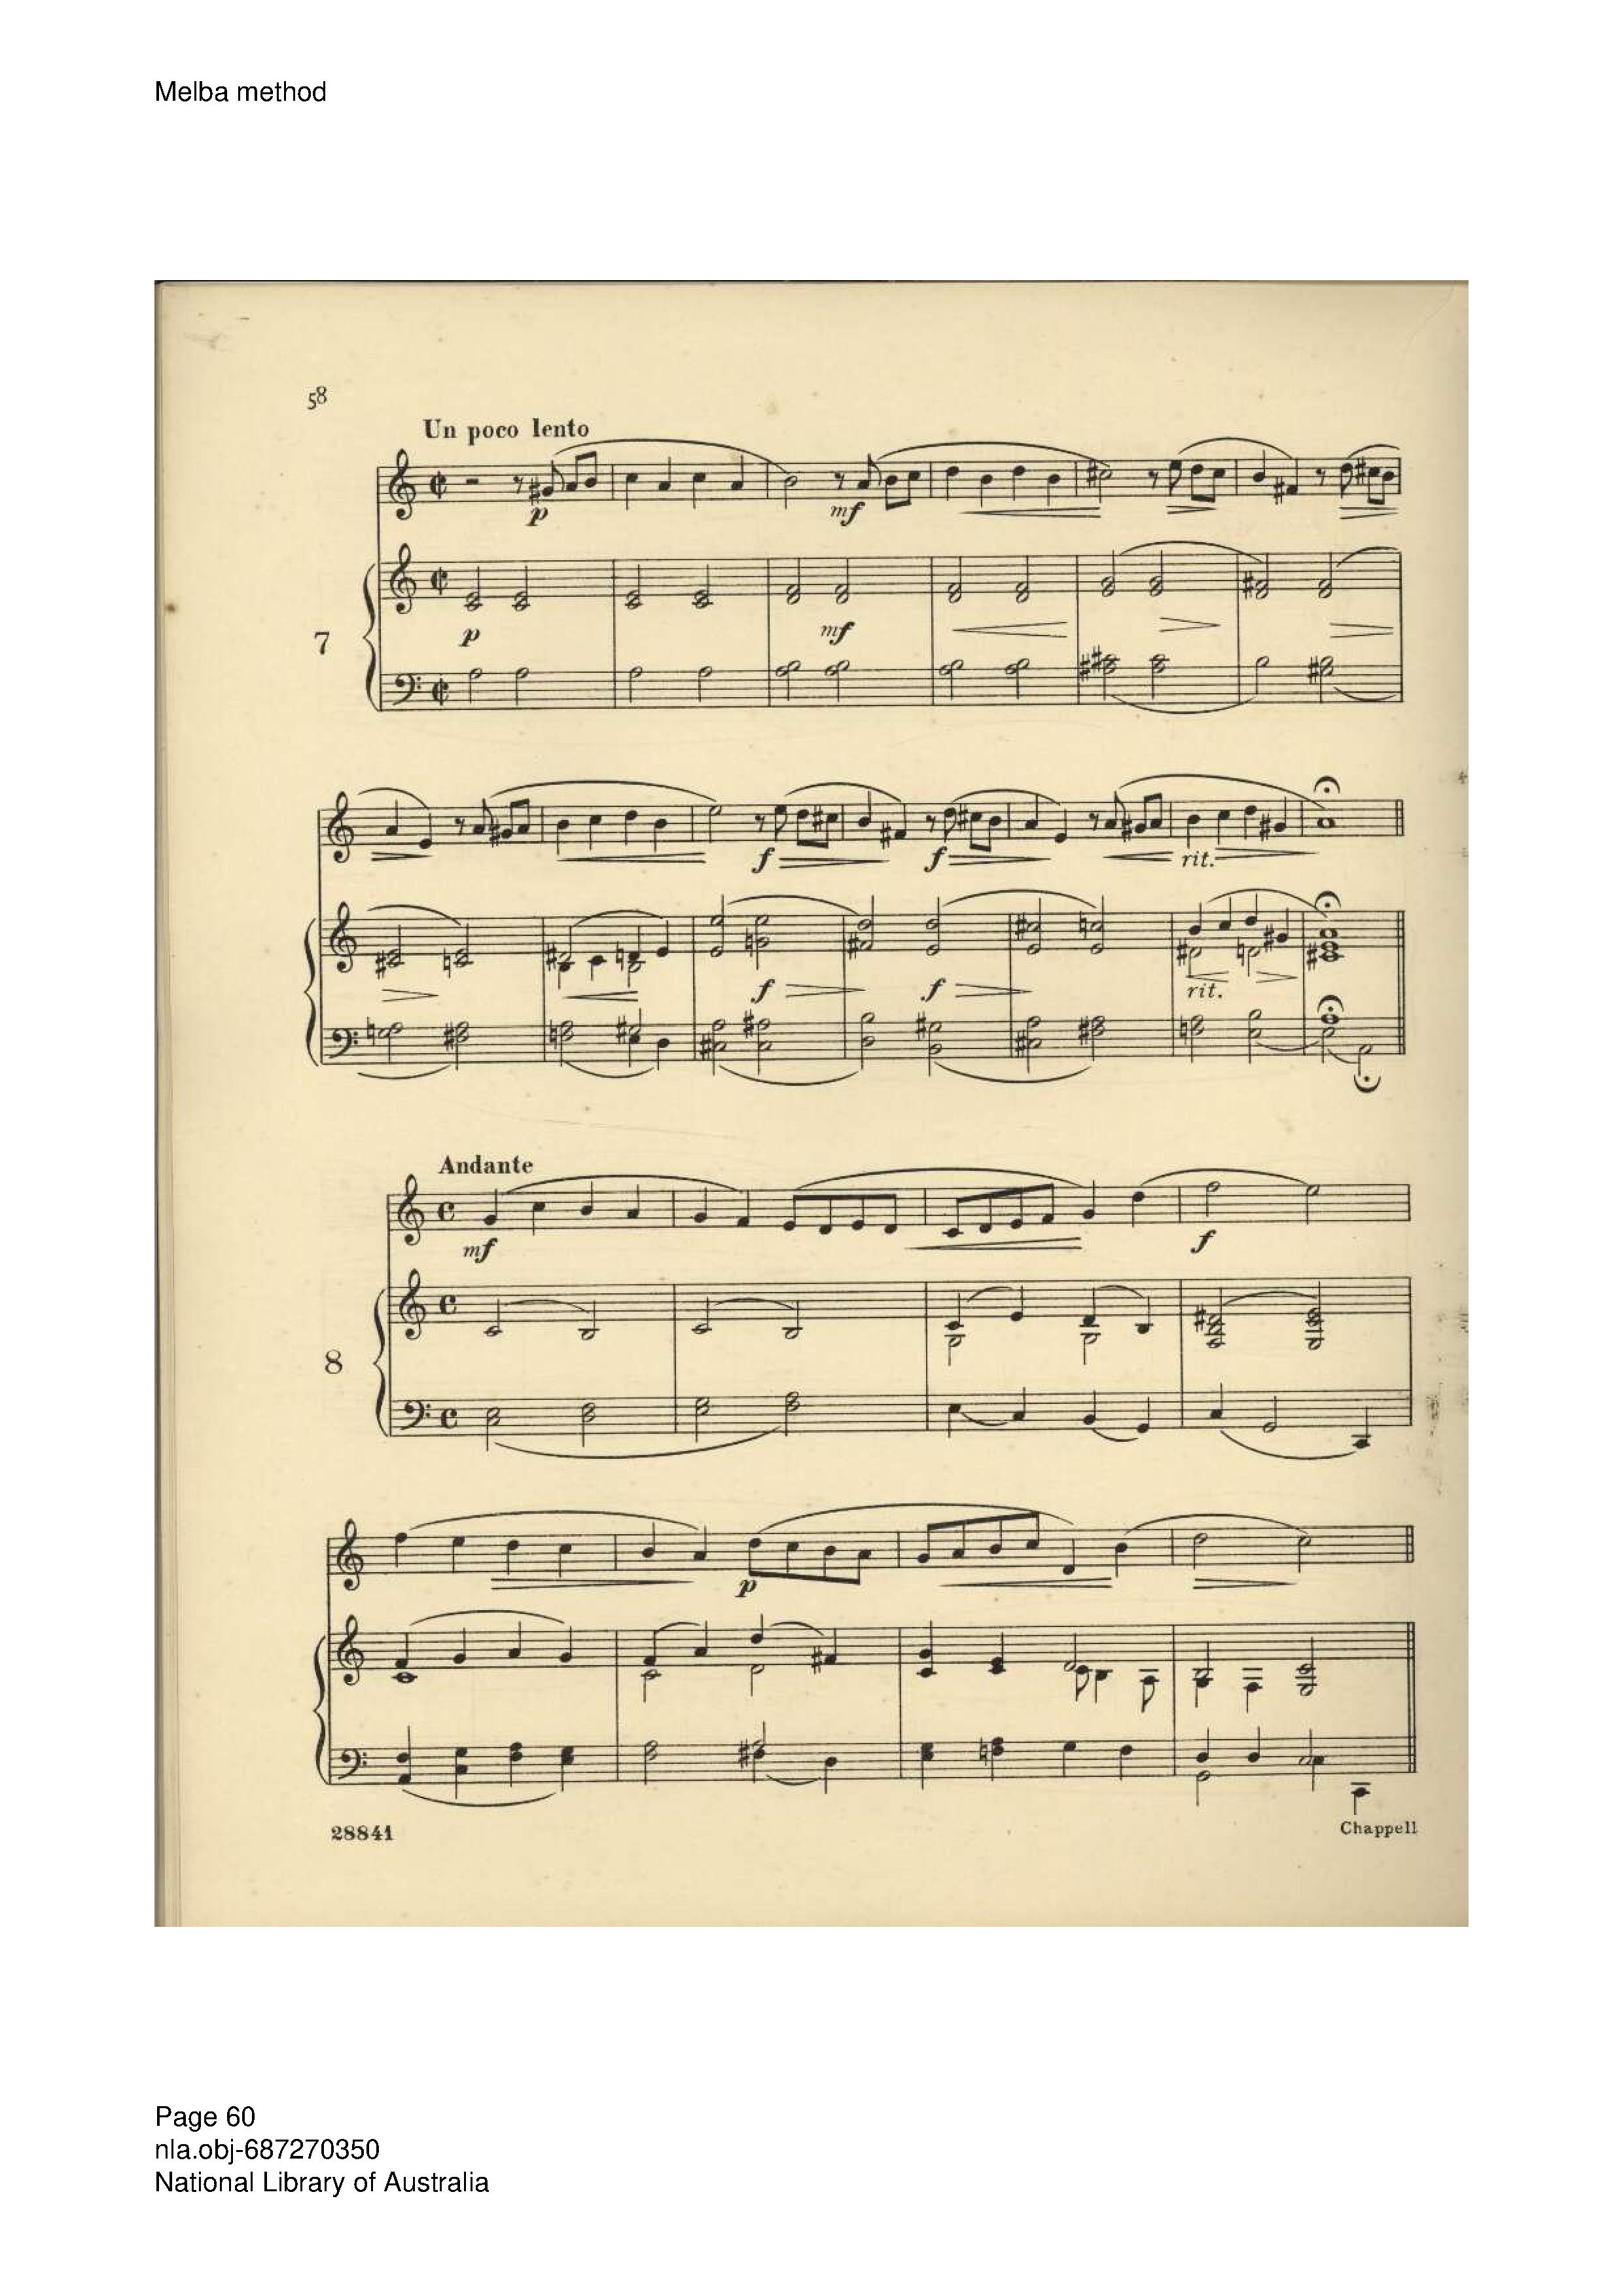 Melba method
58
Un poco lento
p
mf
p
mf
7
f
f
rit.
f
f
rit.
Andante
mf
f
8
p
28841
Chappell
Page 60
nla.obj-687270350
National Library of Australia